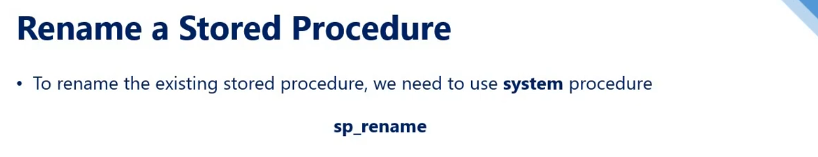 Rename a Stored Procedure
• To rename the existing stored procedure, we need to use system procedure
sp_rename